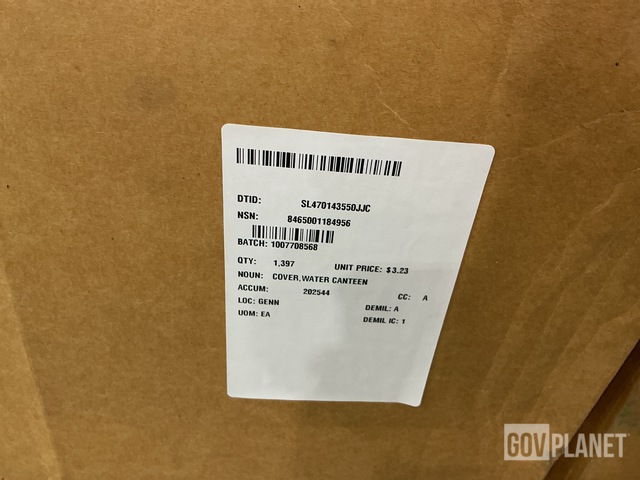 DTID: SL470143550JJC
NSN: 8465001184956
BATCH: 1007708568
QTY: 1,397 UNIT PRICE: $3.23
NOUN: COVER,WATER CANTEEN
ACCUM: 202544 CC: A
LOC: GENN DEMIL: A
UOM: EA DEMIL IC: 1
GOVPLANET